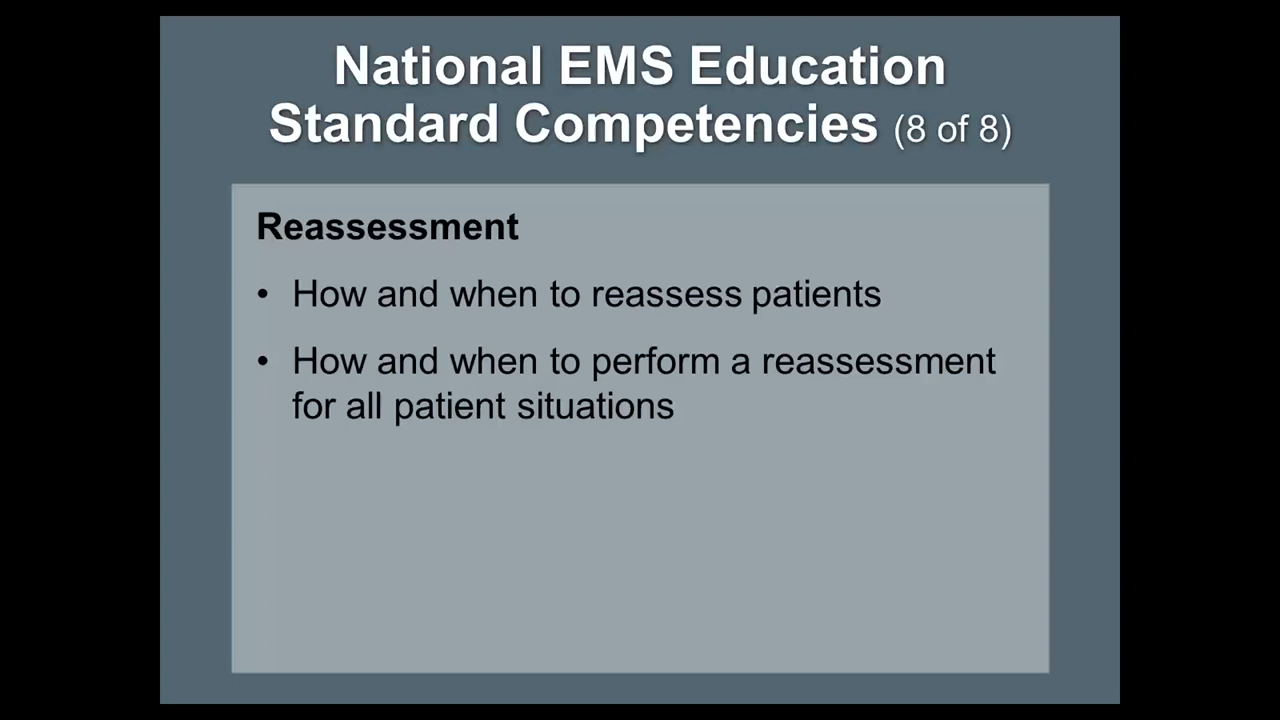 National EMS Education
Standard Competencies (8 of 8)
Reassessment
• How and when to reassess patients
• How and when to perform a reassessment
for all patient situations